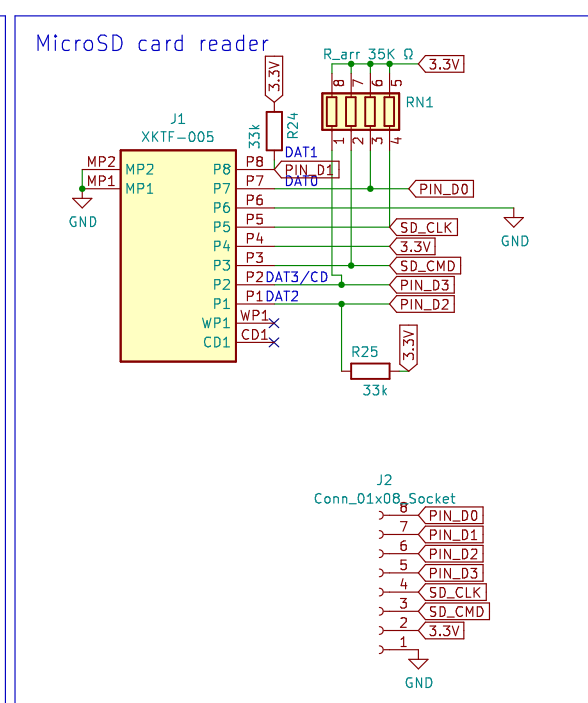 MicroSD card reader
R_arr 35K Ω
3.3V
3.3V
8
7
6
5
RN1
1
2
3
4
33k
R24
J1
XKTF-005
DAT1
MP2
MP2
P8
P8
PIN_D1
MP1
MP1
P7
P7
DAT0
PIN_D0
P6
P6
GND
GND
P5
P5
SD_CLK
P4
P4
3.3V
P3
P3
SD_CMD
P2
P2
DAT3/CD
PIN_D3
P1
P1
DAT2
PIN_D2
WP1
WP1
CD1
CD1
R25
3.3V
33k
J2
Conn_01x08_Socket
8
PIN_D0
7
PIN_D1
6
PIN_D2
5
PIN_D3
4
SD_CLK
3
SD_CMD
2
3.3V
1
GND